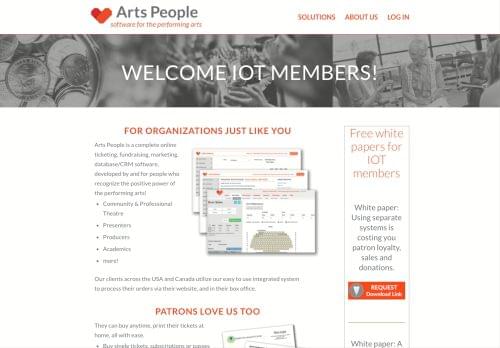 Arts People
software for the performing arts
SOLUTIONS ABOUT US LOG IN
WELCOME IOT MEMBERS!
FOR ORGANIZATIONS JUST LIKE YOU
Arts People is a complete online
ticketing, fundraising, marketing,
database/CRM software,
developed by and for people who
recognize the positive power of
the performing arts!
Community & Professional
Theatre
Presenters
Producers
Academics
more!
Our clients across the USA and Canada utilize our easy to use integrated system
to process their orders via their website, and in their box office.
PATRONS LOVE US TOO
They can buy anytime, print their tickets at
home, all with ease.
Buy single tickets, subscriptions or passes
Free white
papers for
IOT
members
White paper:
Using separate
systems is
costing you
patron loyalty,
sales and
donations.
REQUEST
Download Link
White paper: A